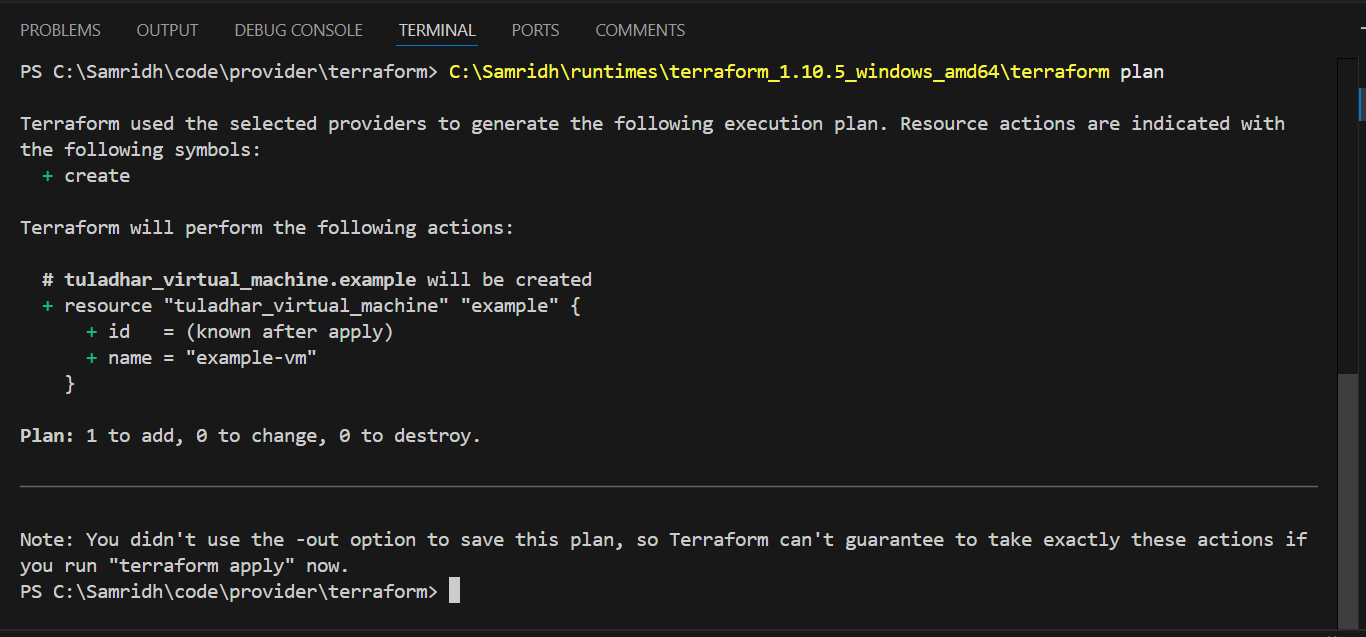 PROBLEMS OUTPUT DEBUG CONSOLE TERMINAL PORTS COMMENTS
PS C:\Samridh\code\provider\terraform> C:\Samridh\runtimes\terraform_1.10.5_windows_amd64\terraform plan
Terraform used the selected providers to generate the following execution plan. Resource actions are indicated with
the following symbols:
  + create
Terraform will perform the following actions:
  # tuladhar_virtual_machine.example will be created
  + resource "tuladhar_virtual_machine" "example" {
      + id   = (known after apply)
      + name = "example-vm"
    }
Plan: 1 to add, 0 to change, 0 to destroy.
Note: You didn't use the -out option to save this plan, so Terraform can't guarantee to take exactly these actions if
you run "terraform apply" now.
PS C:\Samridh\code\provider\terraform>